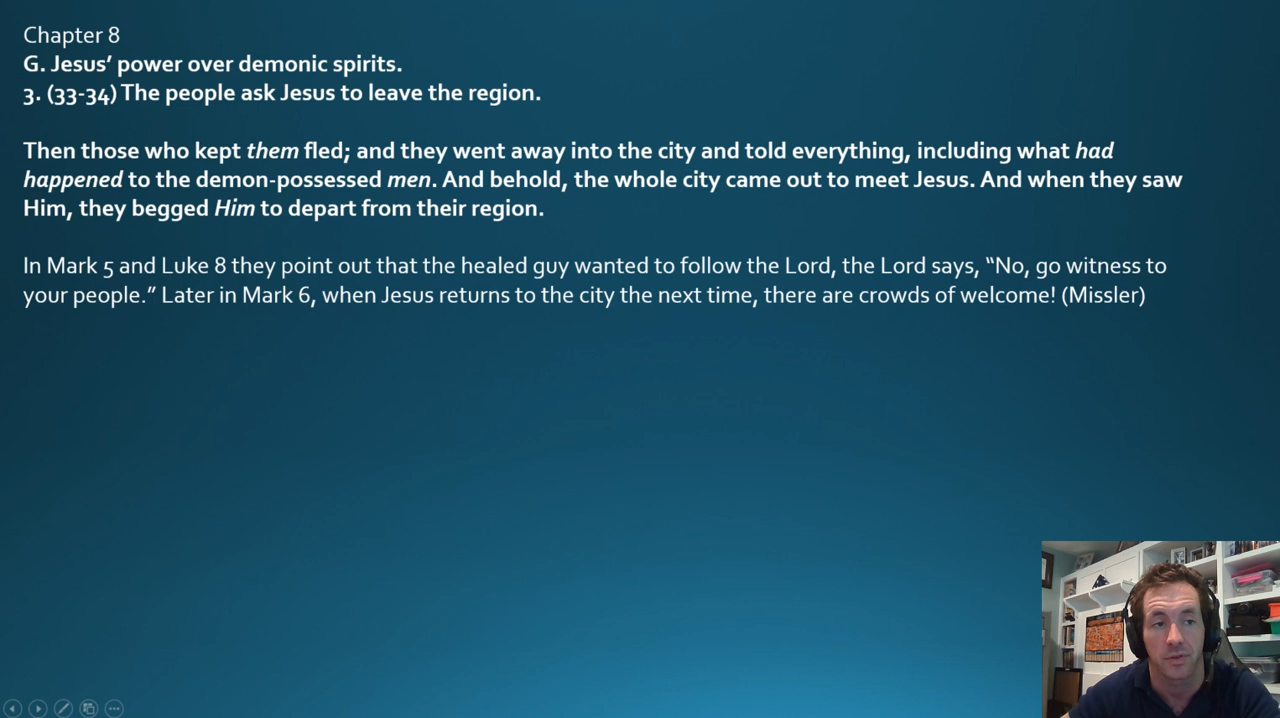 Chapter 8
G. Jesus’ power over demonic spirits.
3. (33-34) The people ask Jesus to leave the region.
Then those who kept them fled; and they went away into the city and told everything, including what had
happened to the demon-possessed men. And behold, the whole city came out to meet Jesus. And when they saw
Him, they begged Him to depart from their region.
In Mark 5 and Luke 8 they point out that the healed guy wanted to follow the Lord, the Lord says, “No, go witness to
your people.” Later in Mark 6, when Jesus returns to the city the next time, there are crowds of welcome! (Missler)